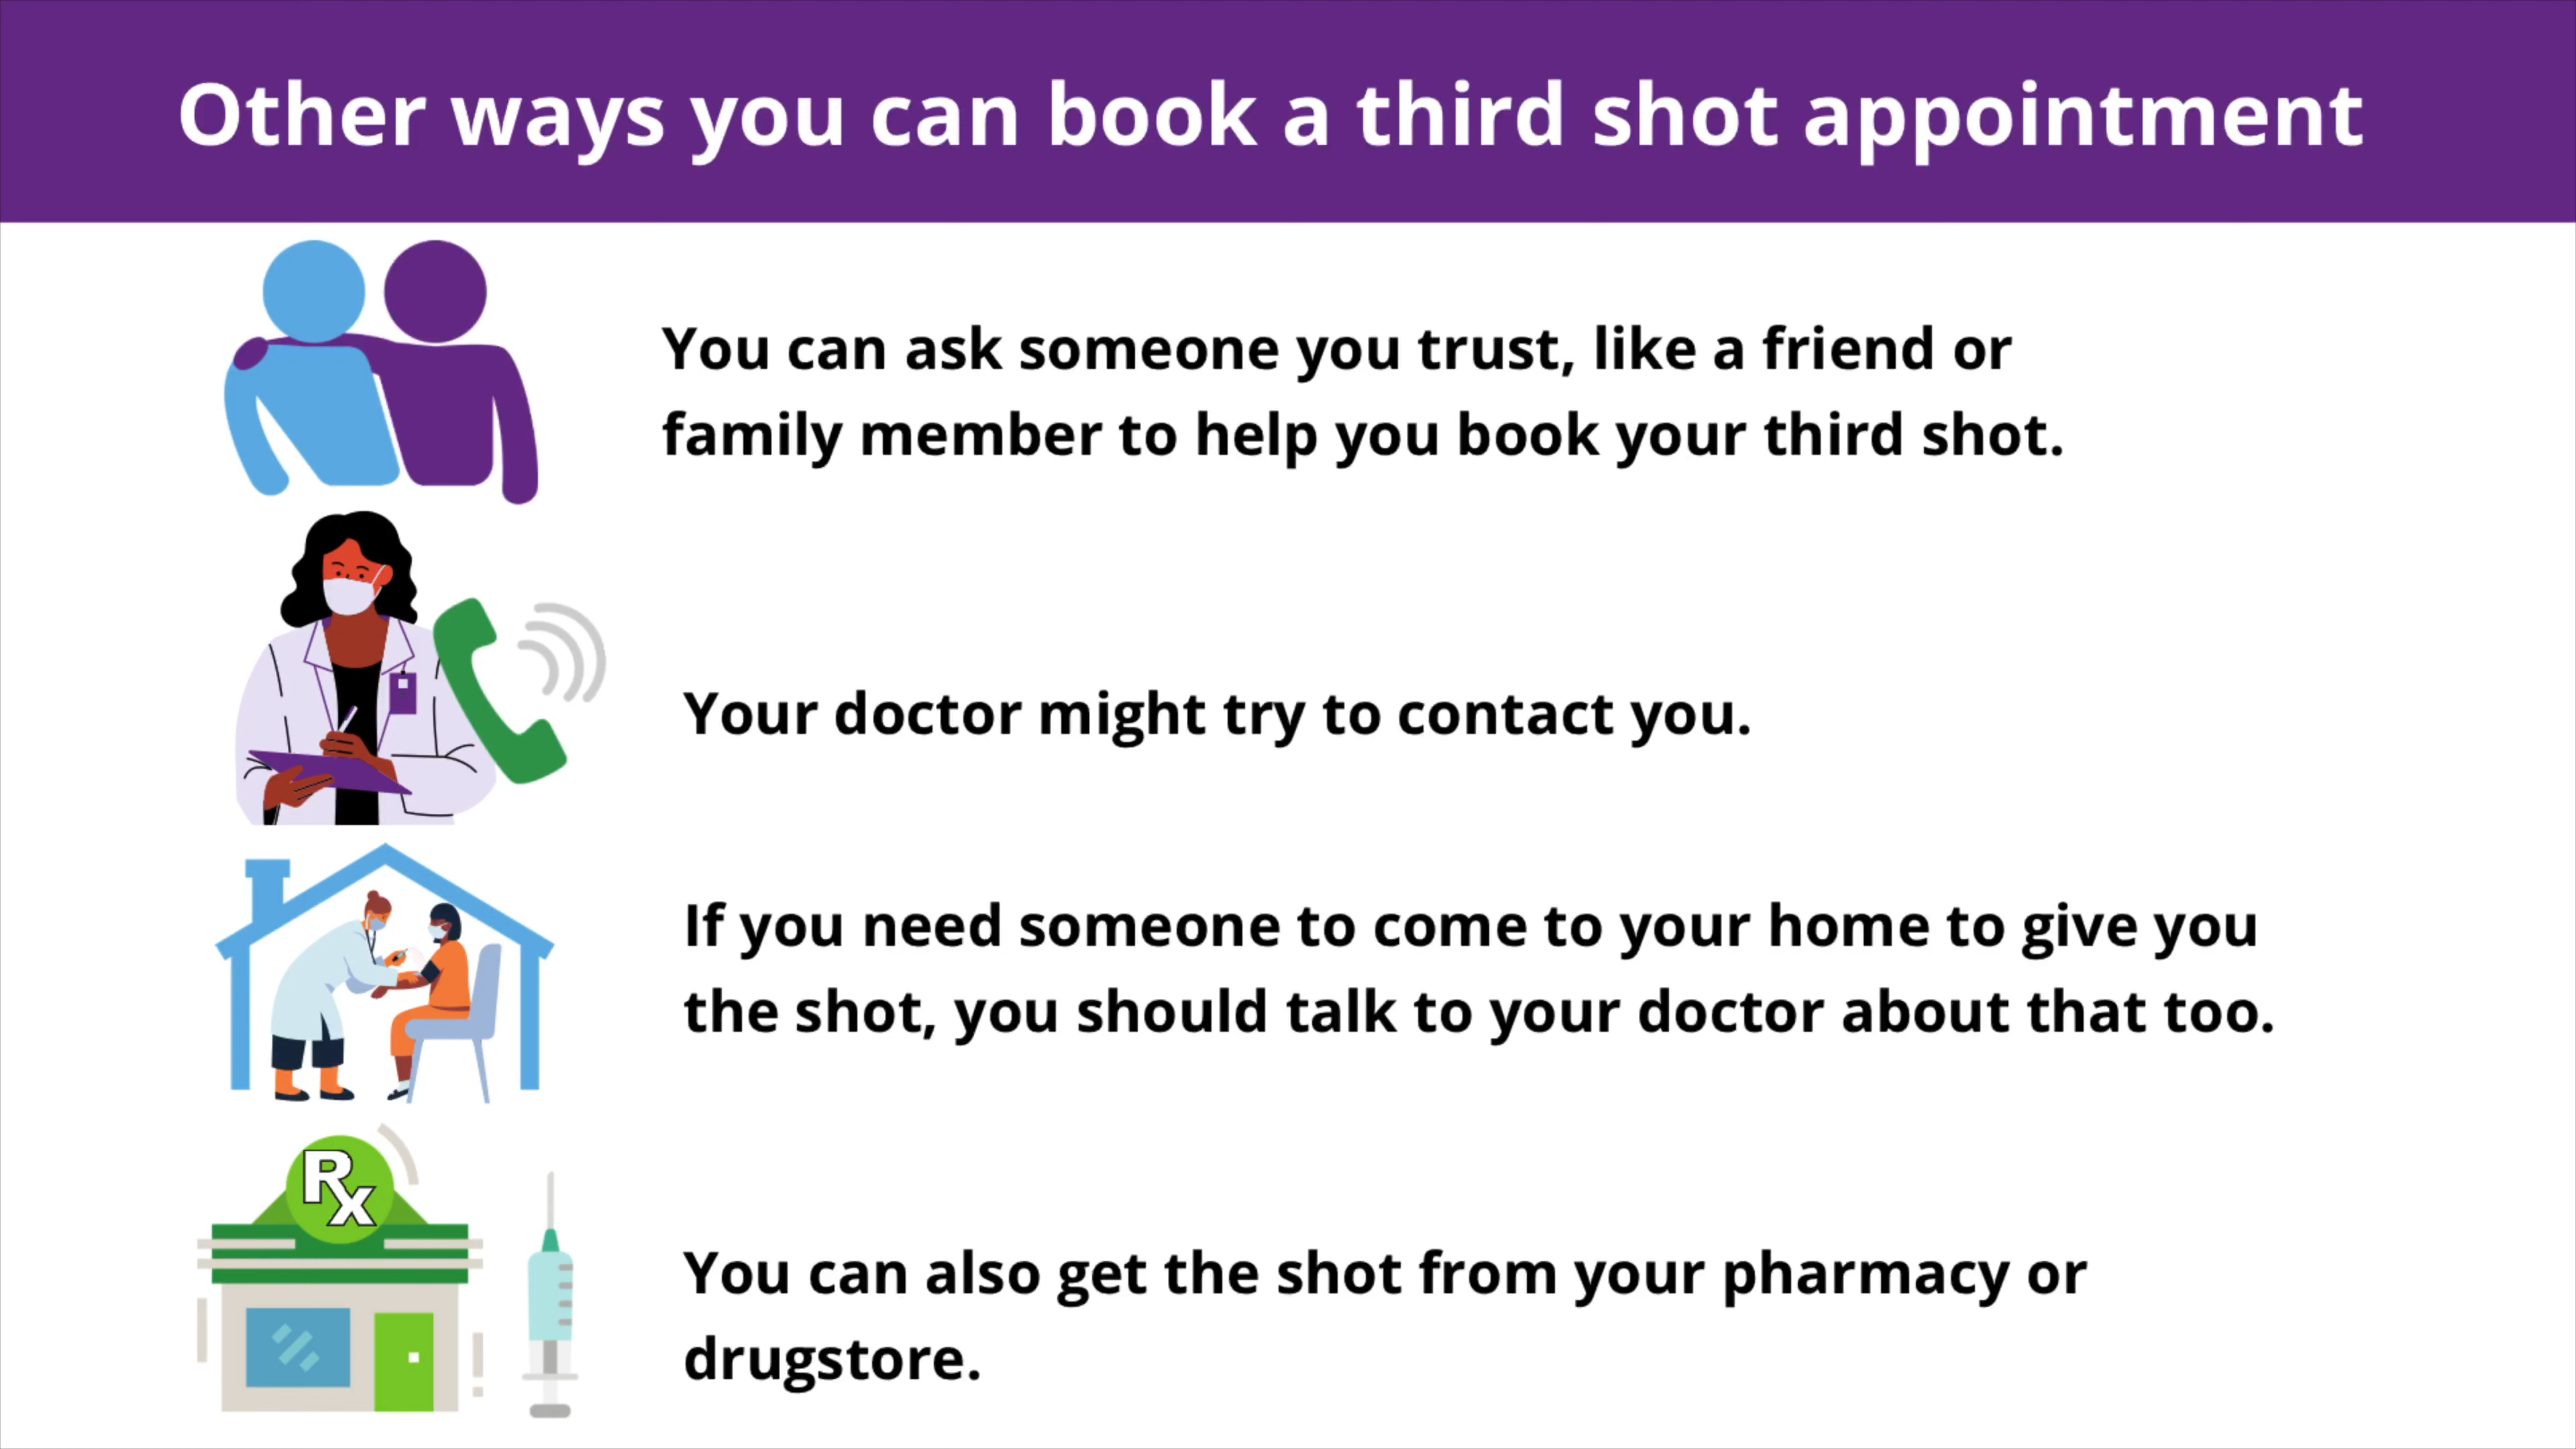 Other ways you can book a third shot appointment
You can ask someone you trust, like a friend or
family member to help you book your third shot.
Your doctor might try to contact you.
If you need someone to come to your home to give you
the shot, you should talk to your doctor about that too.
Rx
You can also get the shot from your pharmacy or
drugstore.